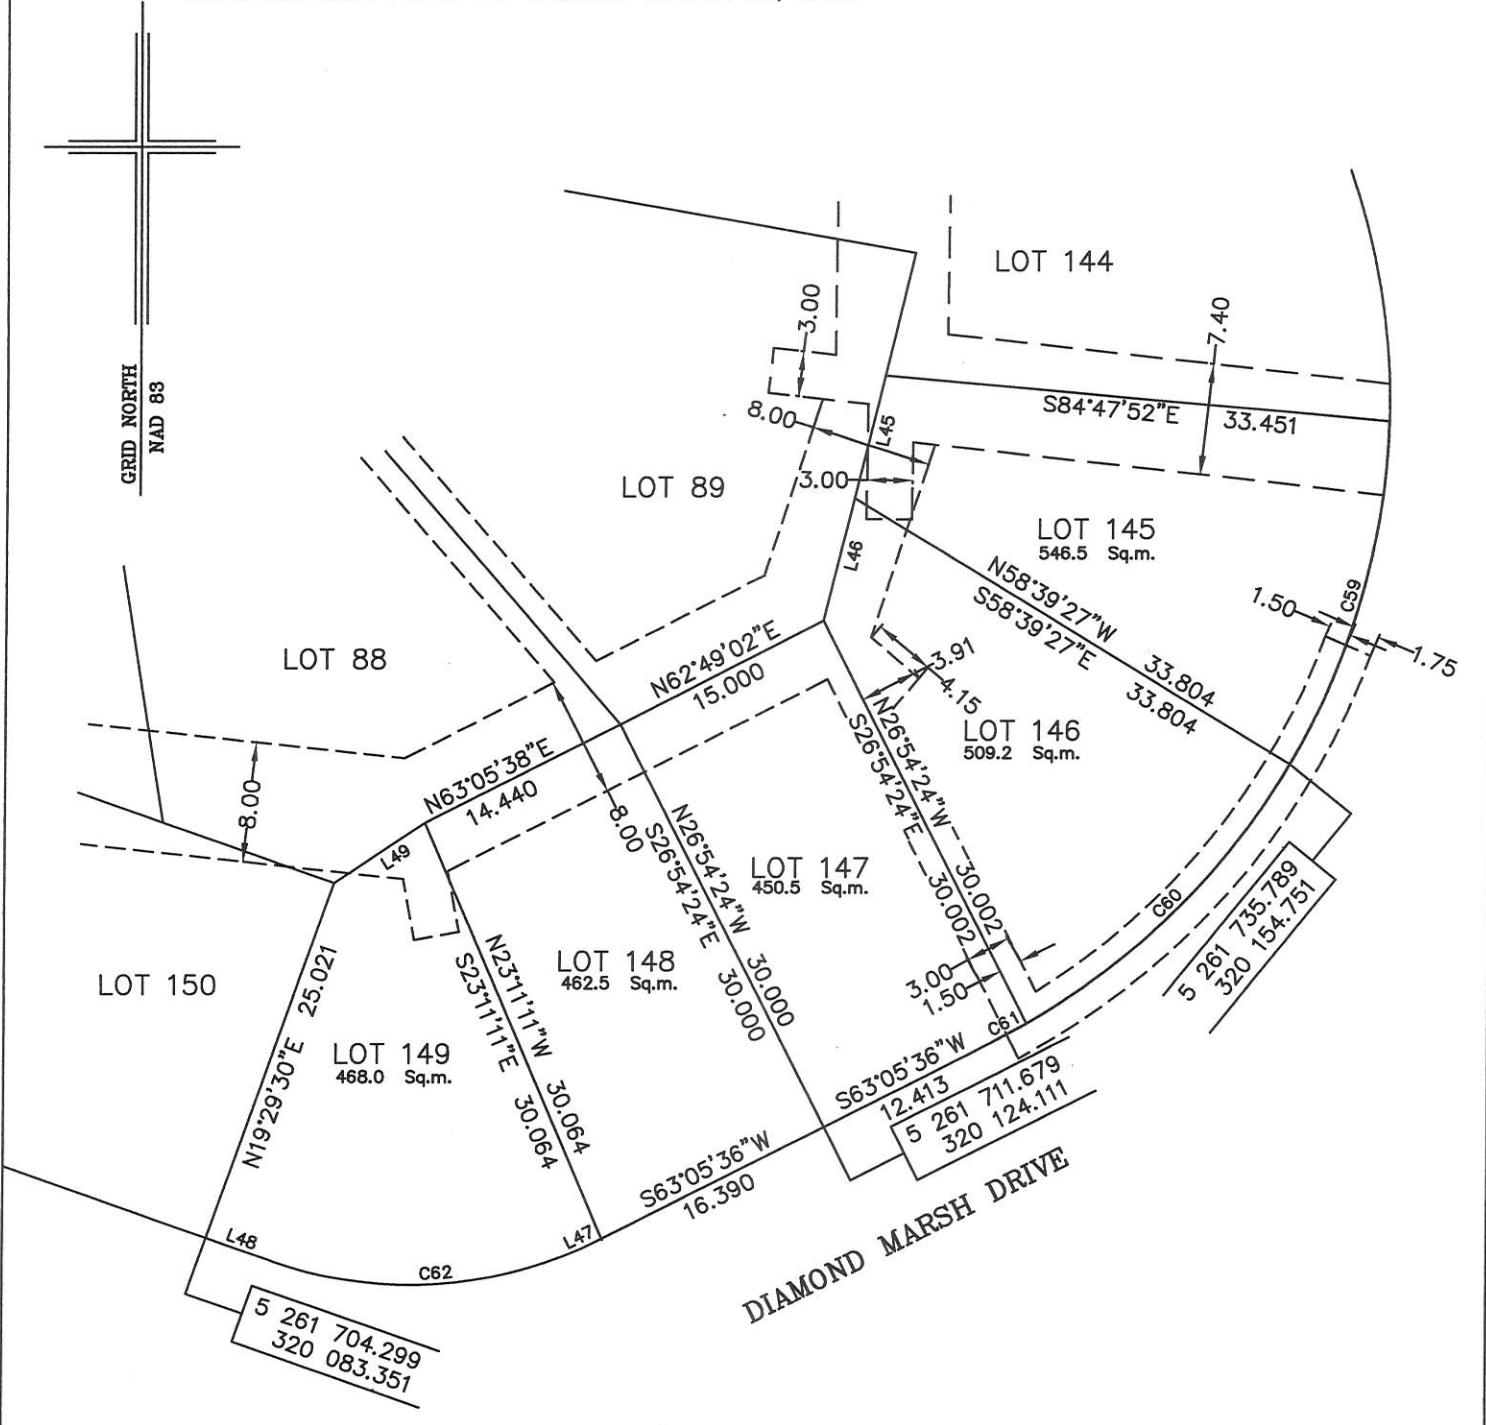 GRID NORTH
NAD 83
LOT 144
3.00
7.40
S84°47'52"E
33.451
8.00
L45
3.00
LOT 89
LOT 145
546.5 Sq.m.
L46
N58°39'27"W 33.804
S58°39'27"E 33.804
1.50
C59
1.75
LOT 88
N62°49'02"E
15.000
3.91
4.15
LOT 146
509.2 Sq.m.
8.00
N63°05'38"E
14.440
8.00
L49
N26°54'24"W 30.002
S26°54'24"E 30.002
N26°54'24"W 30.000
S26°54'24"E 30.000
LOT 147
450.5 Sq.m.
C60
5 261 735.789
320 154.751
LOT 148
462.5 Sq.m.
N23°11'11"W 30.064
S23°11'11"E 30.064
LOT 150
N19°29'30"E 25.021
LOT 149
468.0 Sq.m.
3.00
1.50
C61
S63°05'36"W
12.413
5 261 711.679
320 124.111
S63°05'36"W
16.390
L47
L48
C62
DIAMOND MARSH DRIVE
5 261 704.299
320 083.351